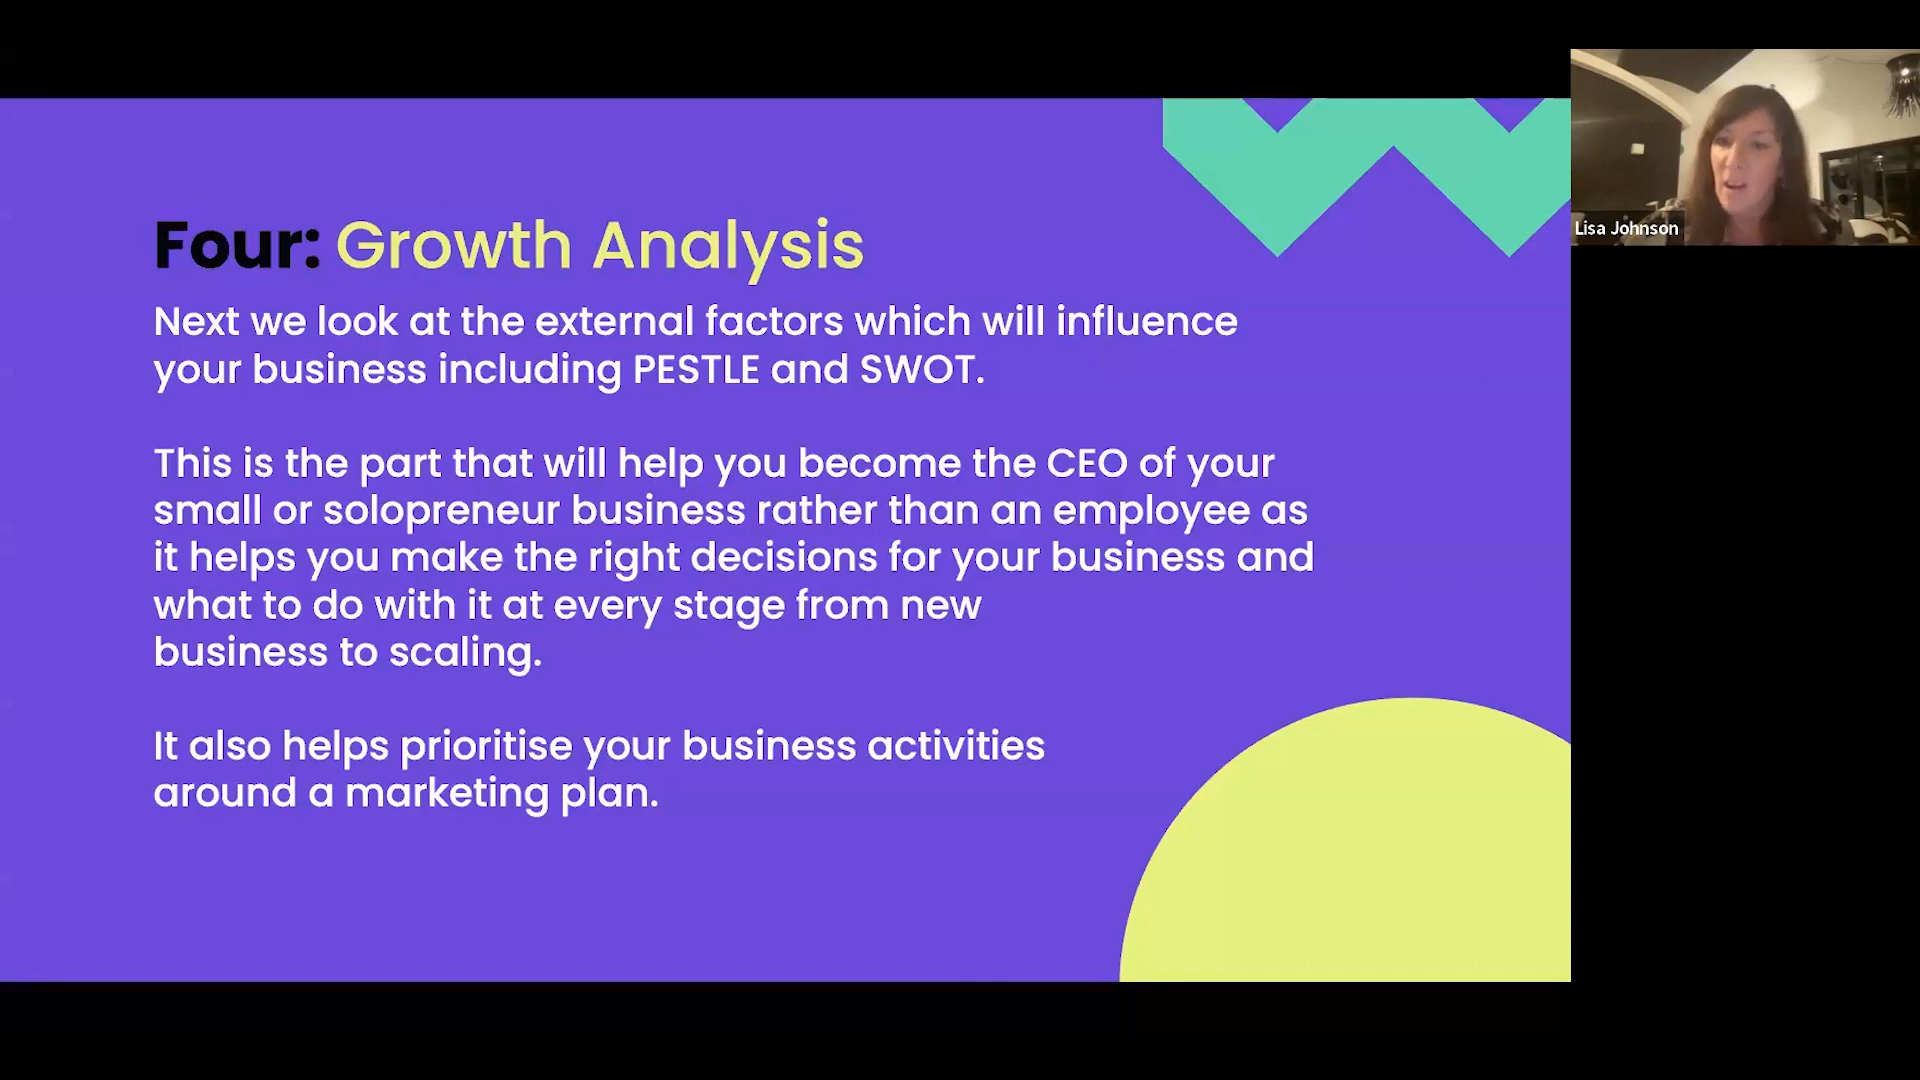 Four: Growth Analysis
Next we look at the external factors which will influence
your business including PESTLE and SWOT.
This is the part that will help you become the CEO of your
small or solopreneur business rather than an employee as
it helps you make the right decisions for your business and
what to do with it at every stage from new
business to scaling.
It also helps prioritise your business activities
around a marketing plan.
Lisa Johnson